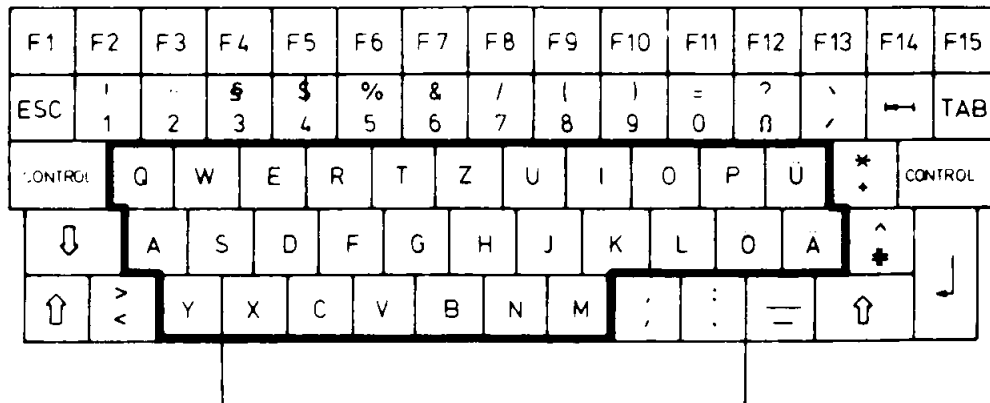 F1 F2 F3 F4 F5 F6 F7 F8 F9 F10 F11 F12 F13 F14 F15
ESC ! 1 ¨ 2 § 3 $ 4 % 5 & 6 / 7 ( 8 ) 9 = 0 ? ß ` ´ TAB
CONTROL Q W E R T Z U I O P Ü * + CONTROL
A S D F G H J K L Ö Ä ^ #
> < Y X C V B N M ; , : . _ –